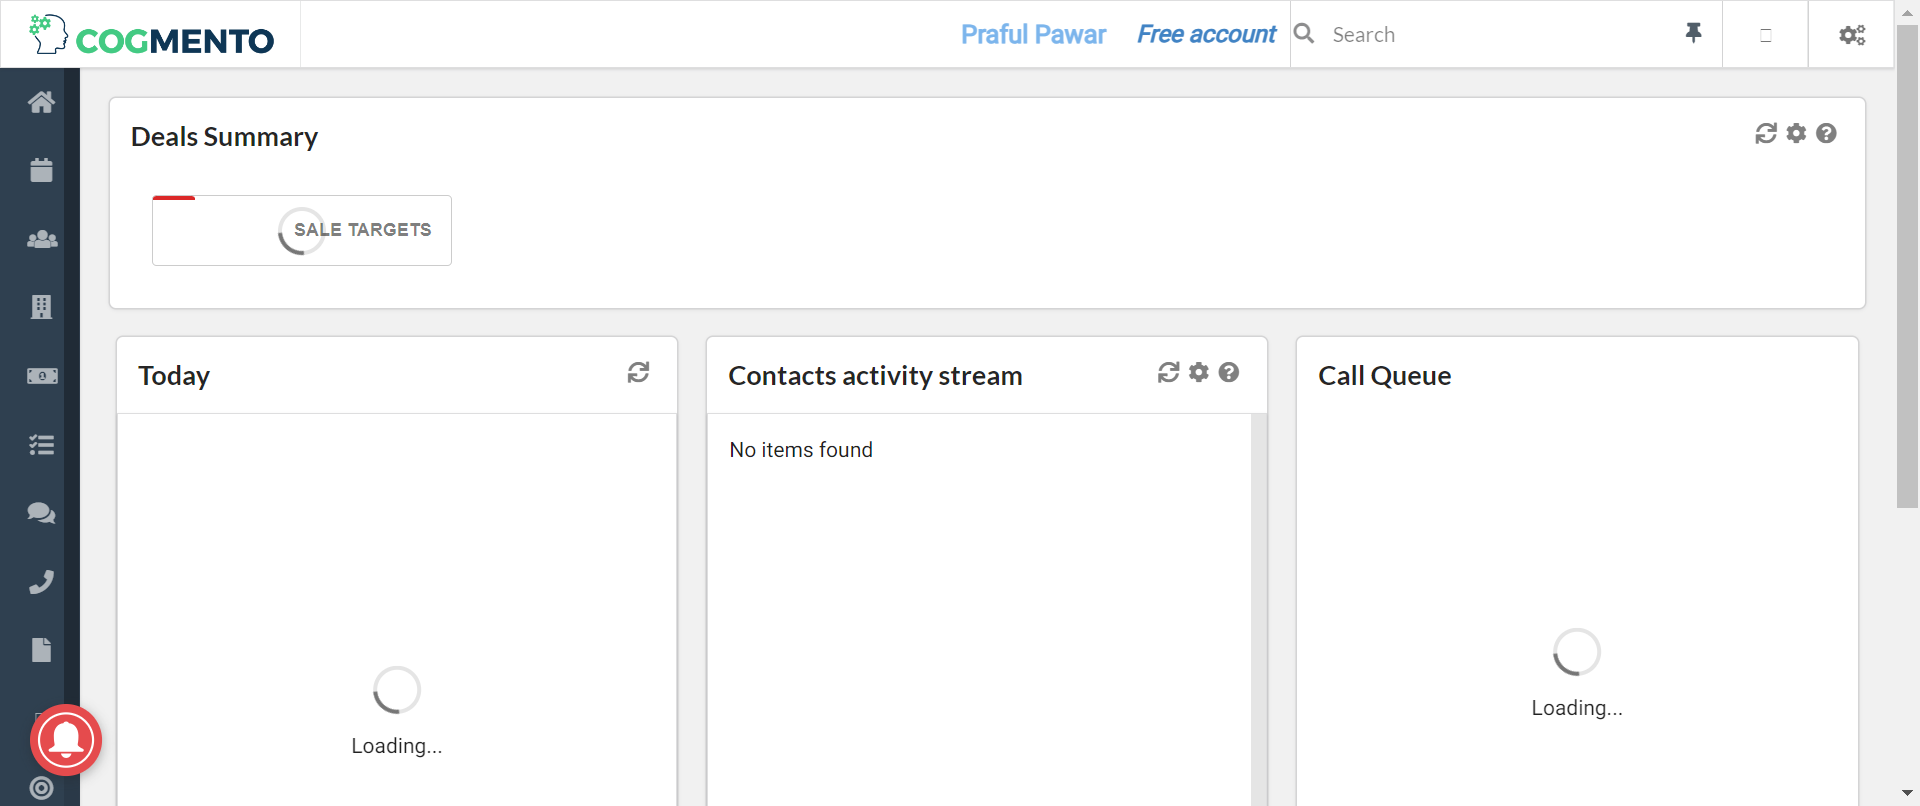 COGMENTO
Praful Pawar
Free account
Search
Deals Summary
SALE TARGETS
Today
Contacts activity stream
Call Queue
No items found
Loading...
Loading...